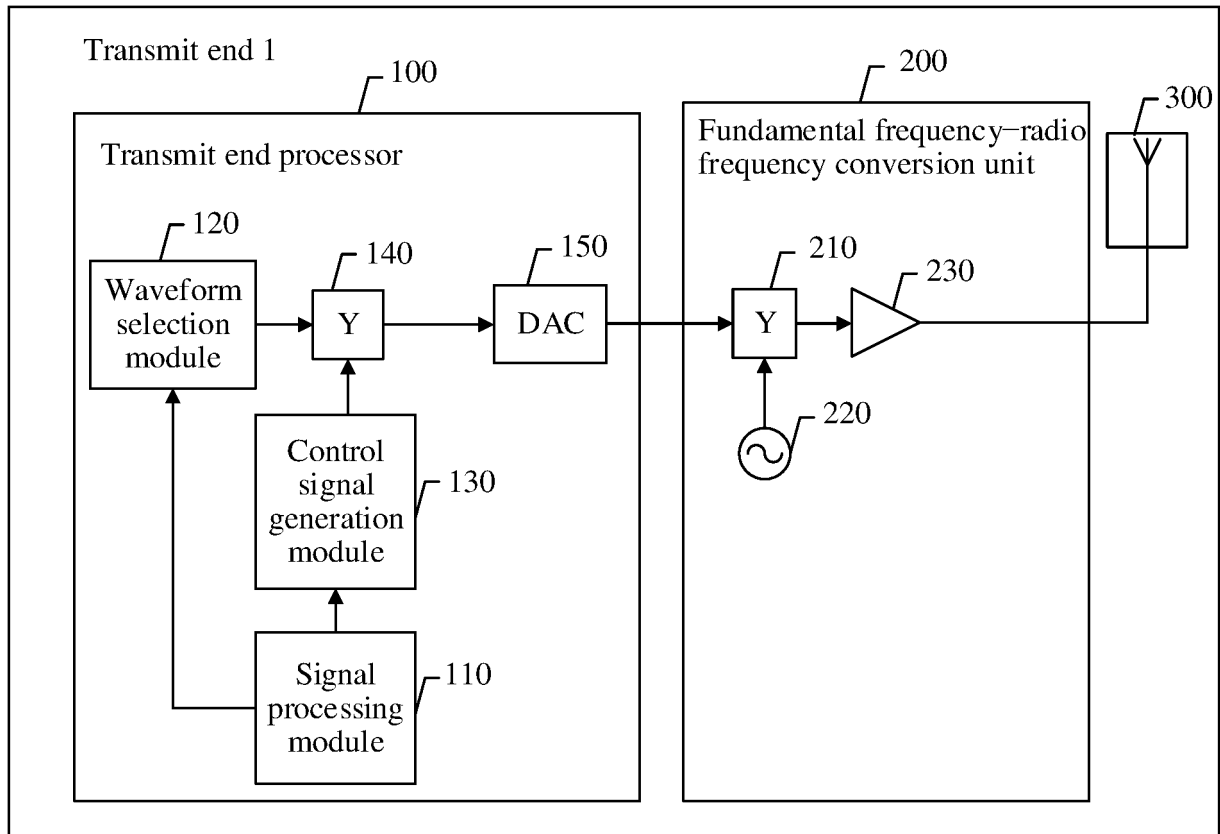 Transmit end 1
100
200
300
Transmit end processor
Fundamental frequency–radio
frequency conversion unit
120
140
150
210
230
Waveform
selection
module
Y
DAC
Y
220
Control
signal
generation
module
130
Signal
processing
module
110